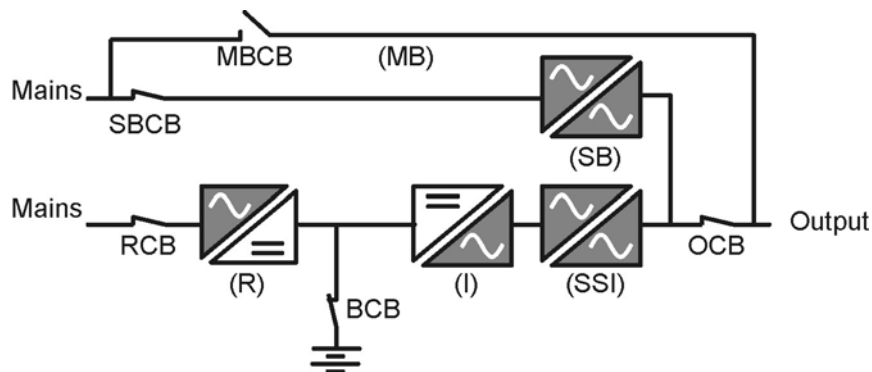 MBCB (MB)
Mains
SBCB
(SB)
Mains
RCB
(R)
(I)
(SSI)
OCB
Output
BCB